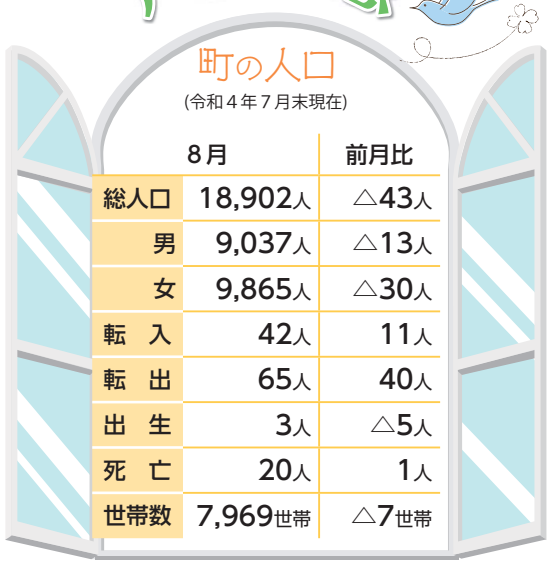 町の人口
(令和4年7月末現在)
8月 前月比
総人口 18,902人 △43人
男 9,037人 △13人
女 9,865人 △30人
転 入 42人 11人
転 出 65人 40人
出 生 3人 △5人
死 亡 20人 1人
世帯数 7,969世帯 △7世帯